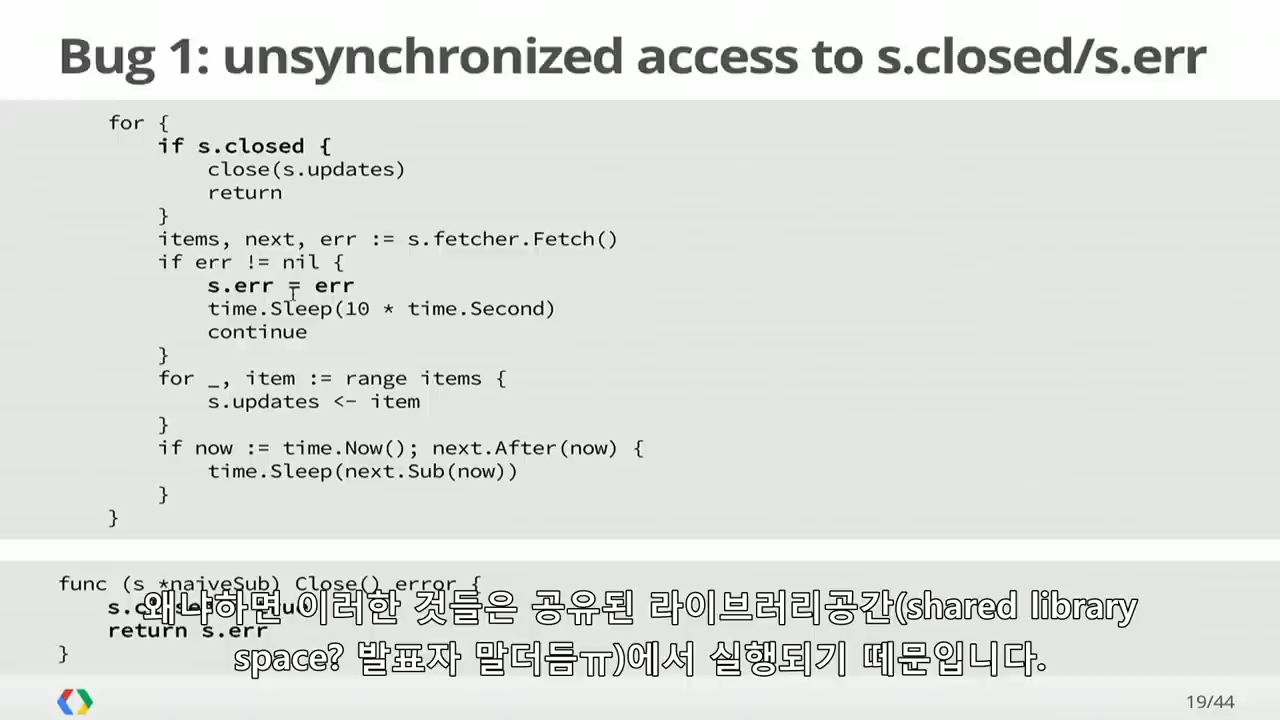 Bug 1: unsynchronized access to s.closed/s.err
for {
if s.closed {
close(s.updates)
return
}
items, next, err := s.fetcher.Fetch()
if err != nil {
s.err = err
time.Sleep(10 * time.Second)
continue
}
for _, item := range items {
s.updates <- item
}
if now := time.Now(); next.After(now) {
time.Sleep(next.Sub(now))
}
}
func (s *naiveSub) Close() error {
return s.err
}
왜냐하면 이러한 것들은 공유된 라이브러리공간(shared library
space? 발표자 말더듬ㅠ)에서 실행되기 떼문입니다.
19/44